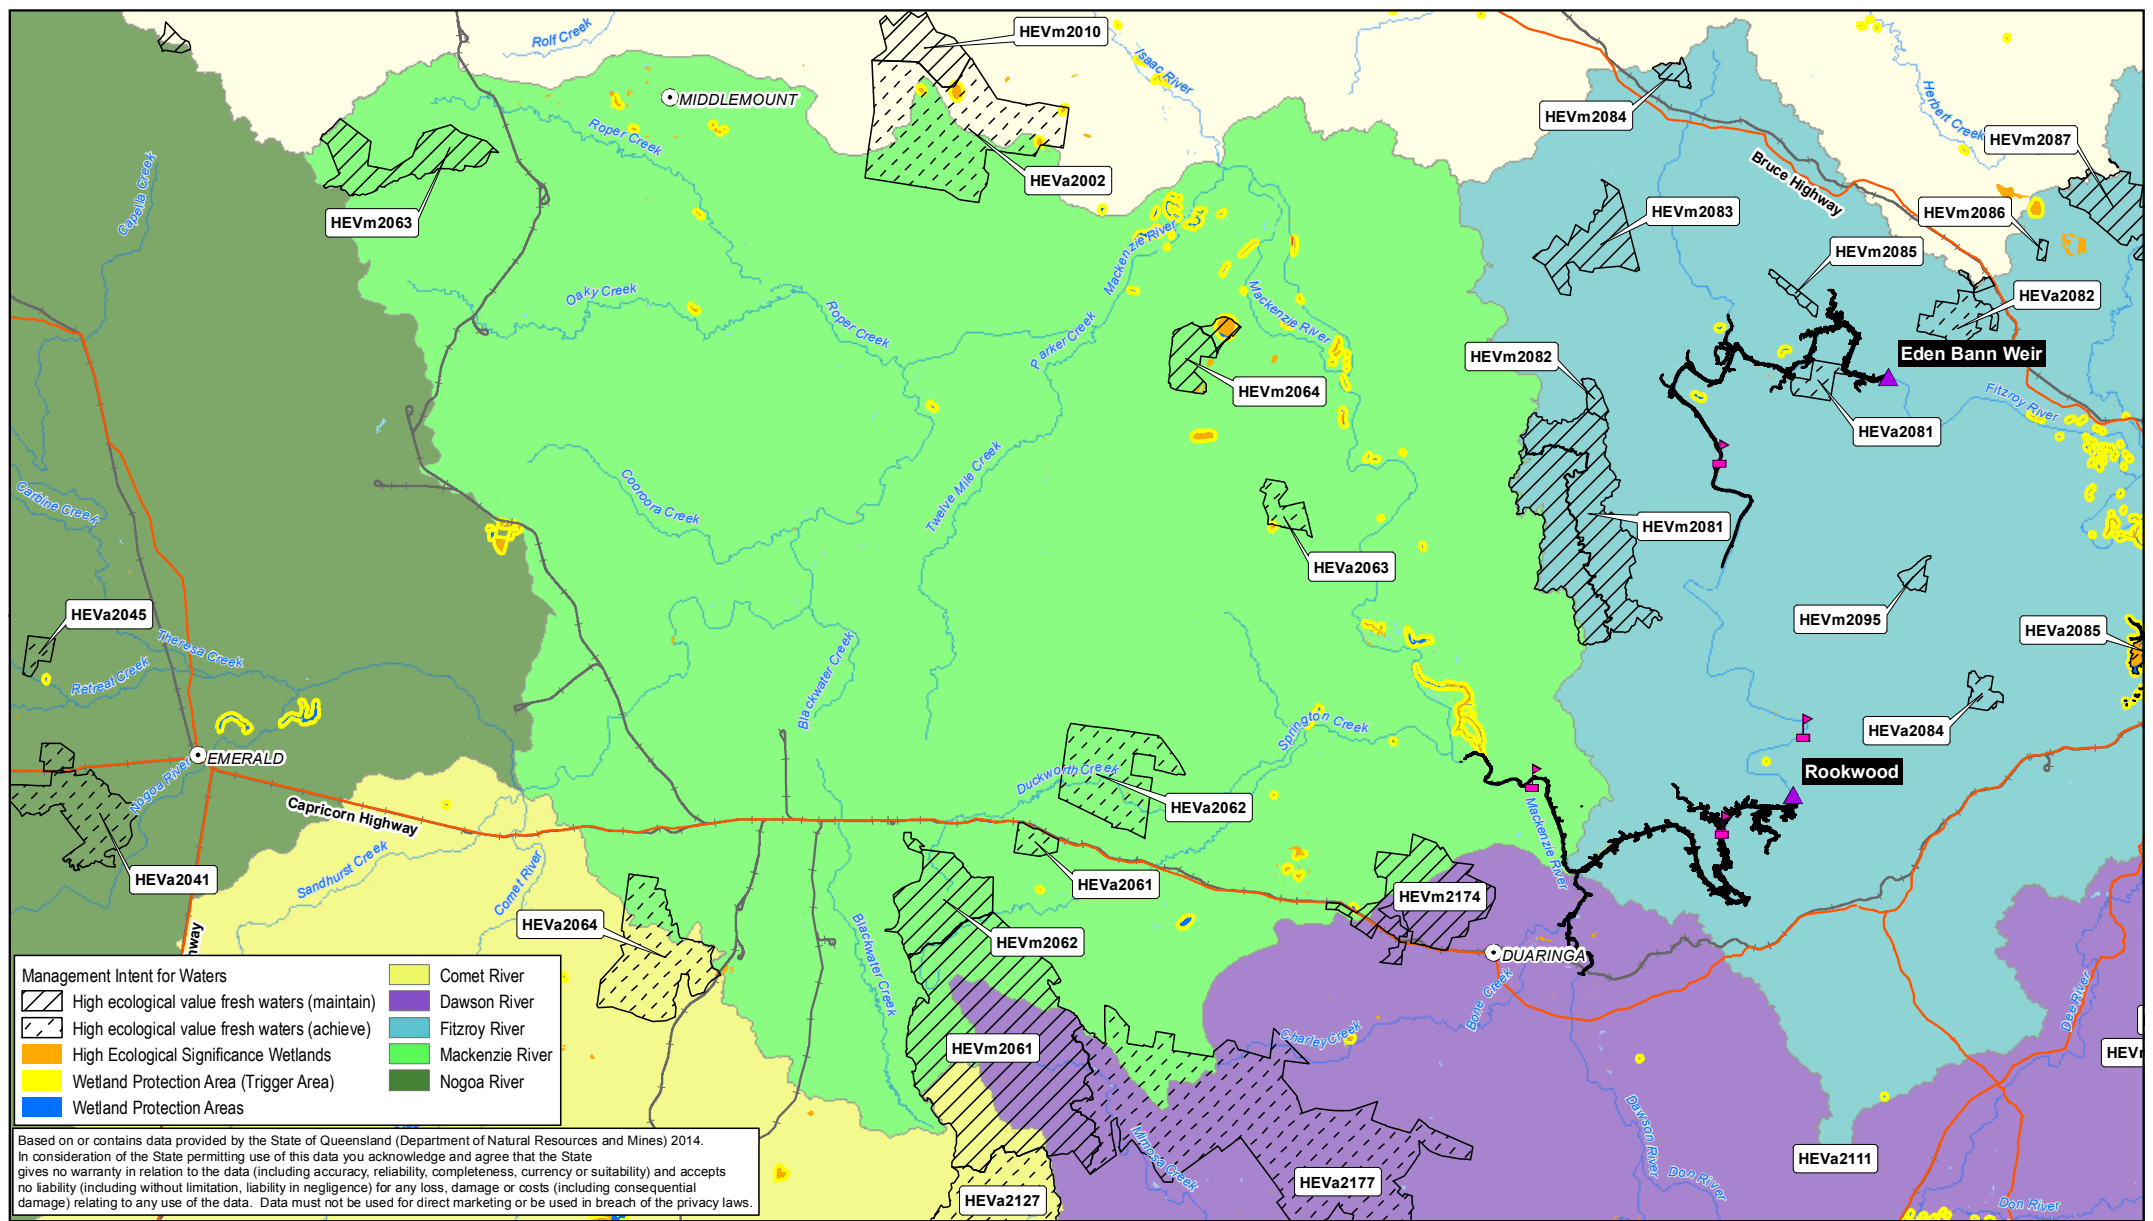 Rolf Creek
HEVm2010
Isaac River
MIDDLEMOUNT
HEVm2084
Herbert Creek
HEVm2087
Roper Creek
Bruce Highway
Capella Creek
HEVa2002
HEVm2063
HEVm2083
HEVm2086
Mackenzie River
HEVm2085
Oaky Creek
HEVa2082
Roper Creek
Mackenzie River
Parker Creek
HEVm2082
Eden Bann Weir
HEVm2064
Fitzroy River
HEVa2081
Carbine Creek
Cooroora Creek
Twelve Mile Creek
HEVm2081
HEVa2063
HEVa2045
HEVm2095
Theresa Creek
HEVa2085
Retreat Creek
Blackwater Creek
Springton Creek
HEVa2084
EMERALD
Nogoa River
Duckworth Creek
Rookwood
Capricorn Highway
HEVa2062
Mackenzie River
Sandhurst Creek
Comet River
HEVa2041
HEVa2061
HEVm2174
HEVa2064
HEVm2062
Blackwater Creek
DUARINGA
hway
Bone Creek
Dee River
Charley Creek
HEVm2061
HEVr
Dawson River
Mimosa Creek
HEVa2111
Don River
HEVa2177
HEVa2127
Don River
Management Intent for Waters
High ecological value fresh waters (maintain)
High ecological value fresh waters (achieve)
High Ecological Significance Wetlands
Wetland Protection Area (Trigger Area)
Wetland Protection Areas
Comet River
Dawson River
Fitzroy River
Mackenzie River
Nogoa River
Based on or contains data provided by the State of Queensland (Department of Natural Resources and Mines) 2014.
In consideration of the State permitting use of this data you acknowledge and agree that the State
gives no warranty in relation to the data (including accuracy, reliability, completeness, currency or suitability) and accepts
no liability (including without limitation, liability in negligence) for any loss, damage or costs (including consequential
damage) relating to any use of the data. Data must not be used for direct marketing or be used in breach of the privacy laws.